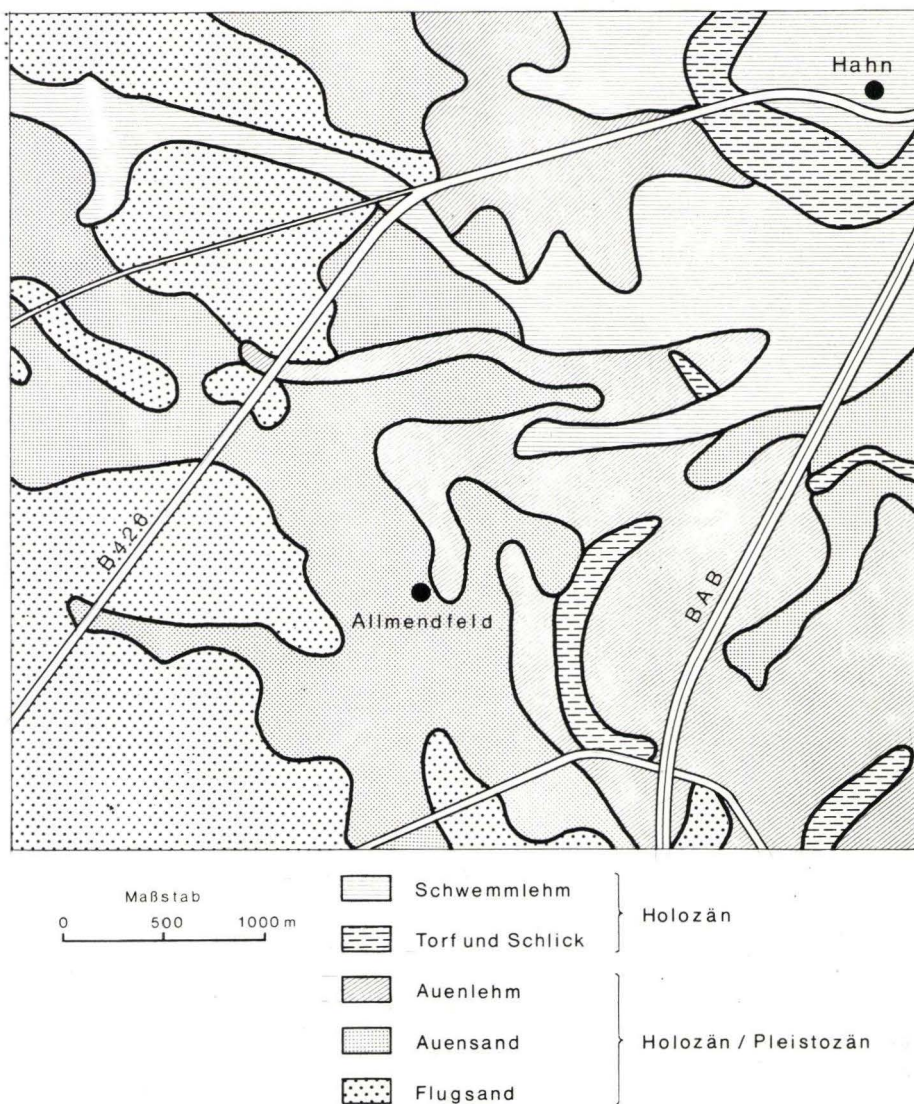 Hahn
B426
BAB
Allmendfeld
Maßstab
0 500 1000 m
Schwemmlehm
Torf und Schlick
Holozän
Auenlehm
Auensand
Holozän / Pleistozän
Flugsand